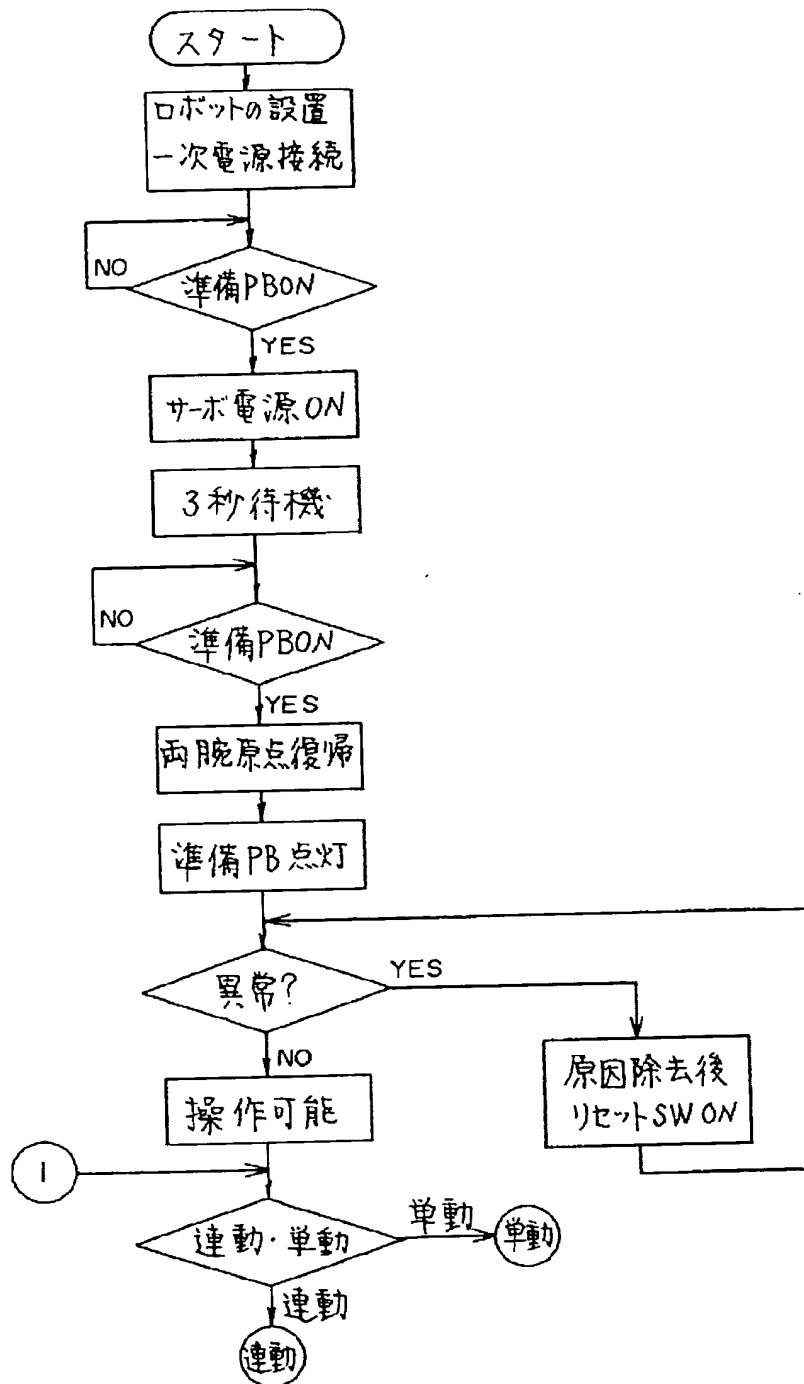 スタート
ロボットの設置
一次電源接続
NO
準備PBON
YES
サーボ電源ON
3秒待機
NO
準備PBON
YES
両腕原点復帰
準備PB点灯
異常?
YES
NO
原因除去後
リセットSWON
操作可能
1
連動・単動
単動
単動
連動
連動